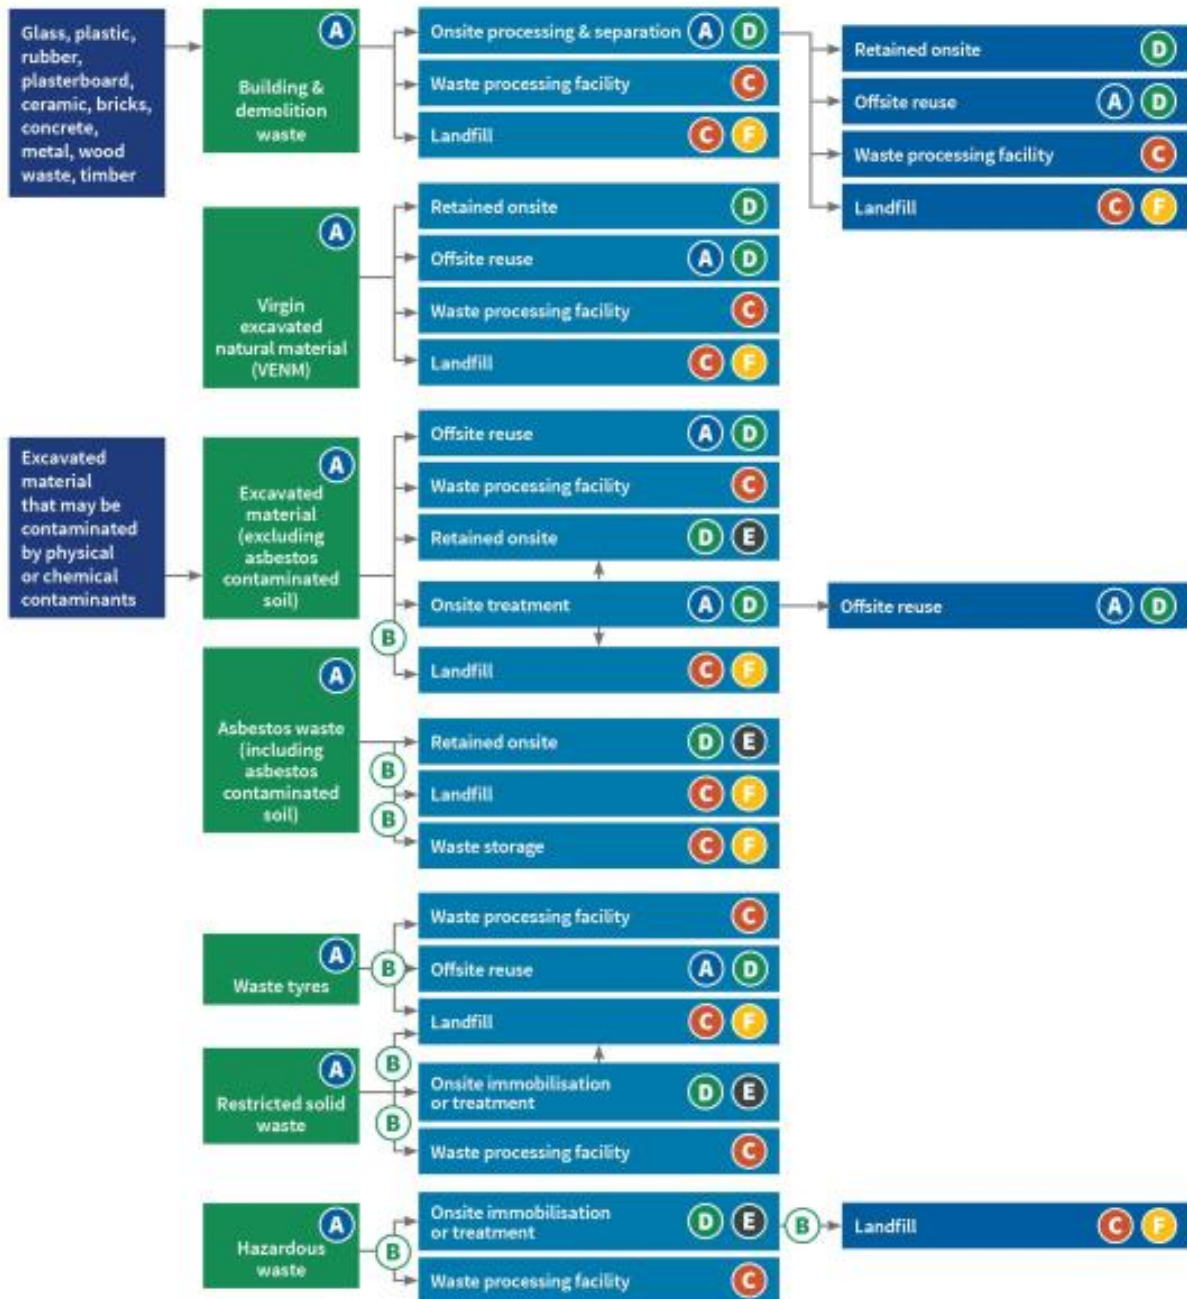 Glass, plastic,
rubber,
plasterboard,
ceramic, bricks,
concrete,
metal, wood
waste, timber
A
Building &
demolition
waste
Onsite processing & separation A D
Waste processing facility C
Landfill C F
Retained onsite D
Offsite reuse A D
Waste processing facility C
Landfill C F
A
Virgin
excavated
natural material
(VENM)
Retained onsite D
Offsite reuse A D
Waste processing facility C
Landfill C F
Excavated
material
that may be
contaminated
by physical
or chemical
contaminants
A
Excavated
material
(excluding
asbestos
contaminated
soil)
B
Offsite reuse A D
Waste processing facility C
Retained onsite D E
Onsite treatment A D
Offsite reuse A D
Landfill C F
A
Asbestos waste
(including
asbestos
contaminated
soil)
B
B
Retained onsite D E
Landfill C F
Waste storage C F
A
Waste tyres
B
Waste processing facility C
Offsite reuse A D
Landfill C F
A
Restricted solid
waste
B
B
Onsite immobilisation
or treatment D E
Waste processing facility C
A
Hazardous
waste
B
Onsite immobilisation
or treatment D E
B
Landfill C F
Waste processing facility C